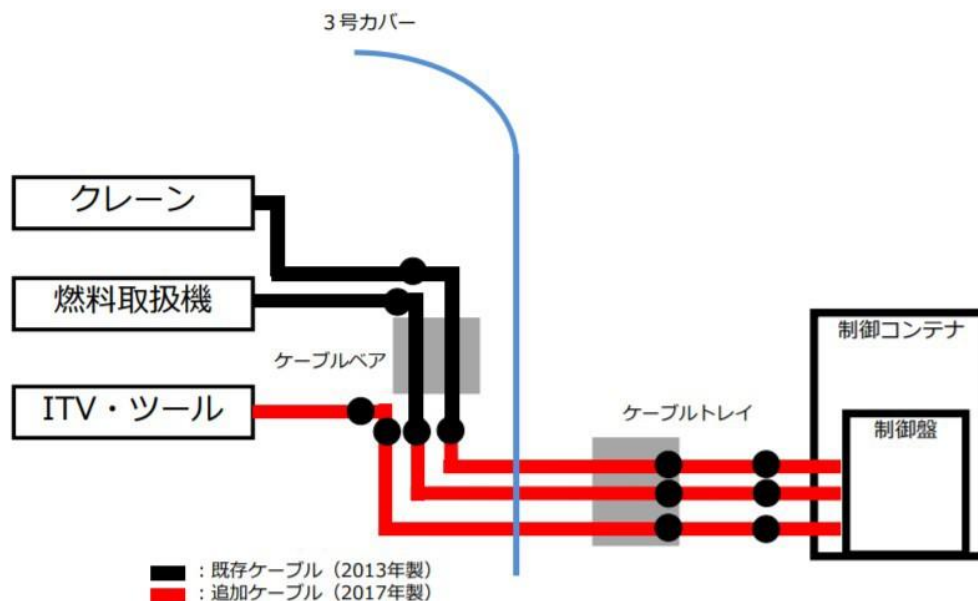 3号カバー
クレーン
燃料取扱機
ケーブルベア
ITV・ツール
ケーブルトレイ
制御コンテナ
制御盤
：既存ケーブル（2013年製）
：追加ケーブル（2017年製）